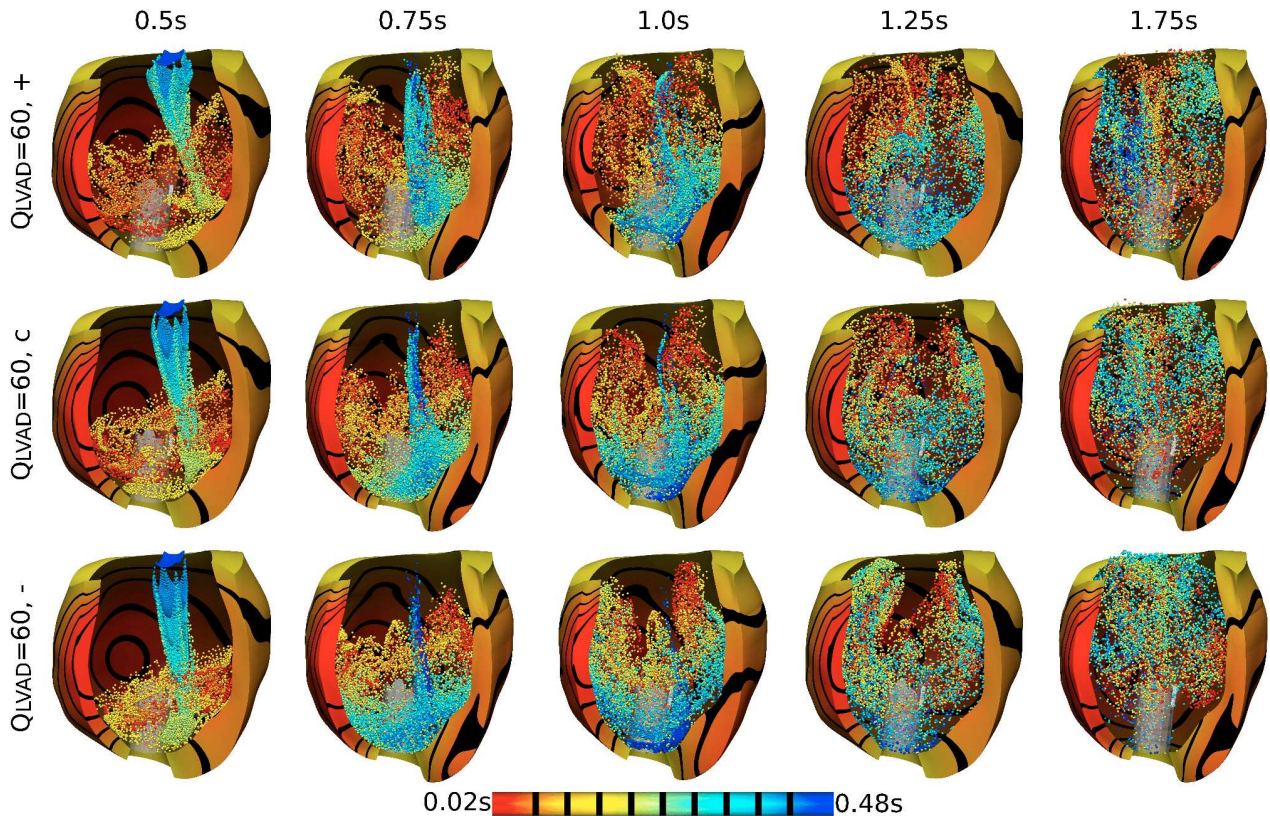 0.5s 0.75s 1.0s 1.25s 1.75s
QLVAD=60, +
QLVAD=60, c
QLVAD=60, -
0.02s 0.48s